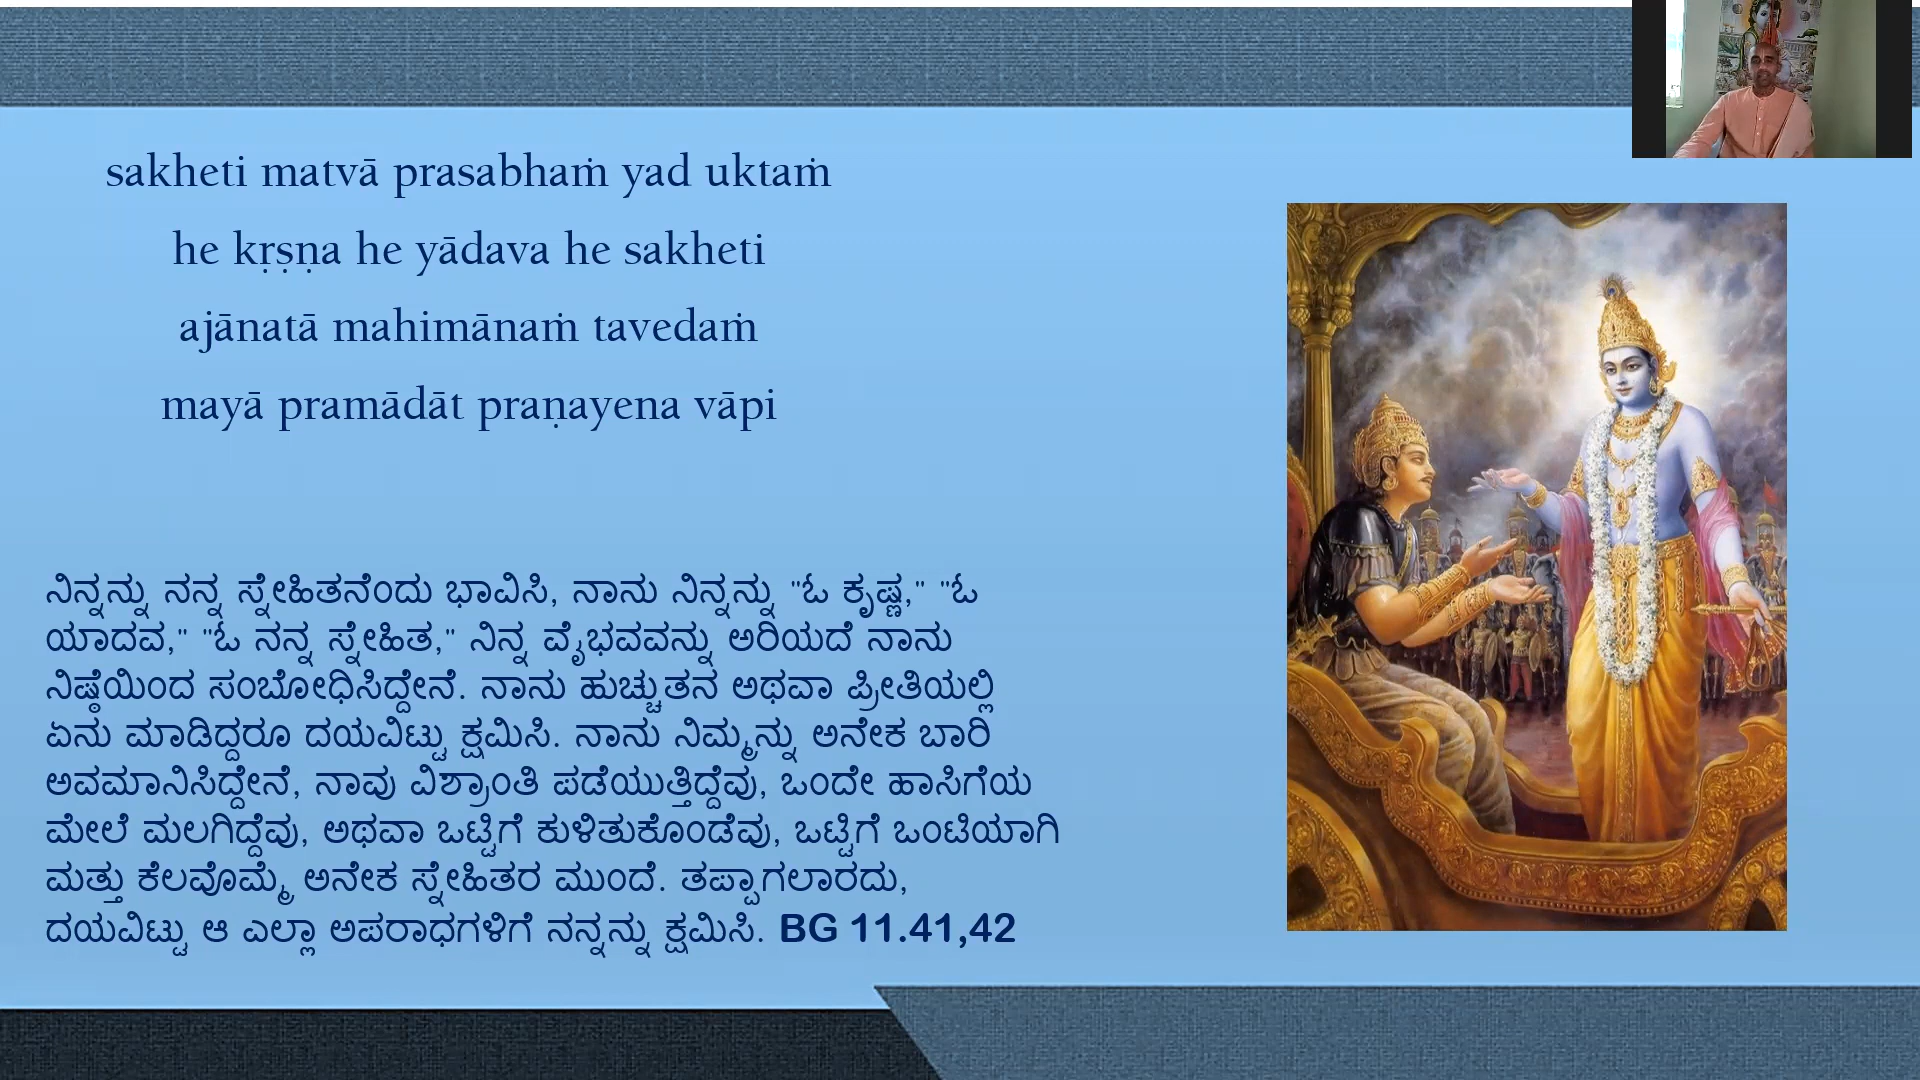 sakheti matvā prasabhaṁ yad uktaṁ
he kṛṣṇa he yādava he sakheti
ajānatā mahimānaṁ tavedaṁ
mayā pramādāt praṇayena vāpi
ನಿನ್ನನ್ನು ನನ್ನ ಸ್ನೇಹಿತನೆಂದು ಭಾವಿಸಿ, ನಾನು ನಿನ್ನನ್ನು "ಓ ಕೃಷ್ಣ," "ಓ
ಯಾದವ," "ಓ ನನ್ನ ಸ್ನೇಹಿತ," ನಿನ್ನ ವೈಭವವನ್ನು ಅರಿಯದೆ ನಾನು
ನಿಷ್ಠೆಯಿಂದ ಸಂಬೋಧಿಸಿದ್ದೇನೆ. ನಾನು ಹುಚ್ಚುತನ ಅಥವಾ ಪ್ರೀತಿಯಲ್ಲಿ
ಏನು ಮಾಡಿದ್ದರೂ ದಯವಿಟ್ಟು ಕ್ಷಮಿಸಿ. ನಾನು ನಿಮ್ಮನ್ನು ಅನೇಕ ಬಾರಿ
ಅವಮಾನಿಸಿದ್ದೇನೆ, ನಾವು ವಿಶ್ರಾಂತಿ ಪಡೆಯುತ್ತಿದ್ದೆವು, ಒಂದೇ ಹಾಸಿಗೆಯ
ಮೇಲೆ ಮಲಗಿದ್ದೆವು, ಅಥವಾ ಒಟ್ಟಿಗೆ ಕುಳಿತುಕೊಂಡೆವು, ಒಟ್ಟಿಗೆ ಒಂಟಿಯಾಗಿ
ಮತ್ತು ಕೆಲವೊಮ್ಮೆ ಅನೇಕ ಸ್ನೇಹಿತರ ಮುಂದೆ. ತಪ್ಪಾಗಲಾರದು,
ದಯವಿಟ್ಟು ಆ ಎಲ್ಲಾ ಅಪರಾಧಗಳಿಗೆ ನನ್ನನ್ನು ಕ್ಷಮಿಸಿ. BG 11.41,42